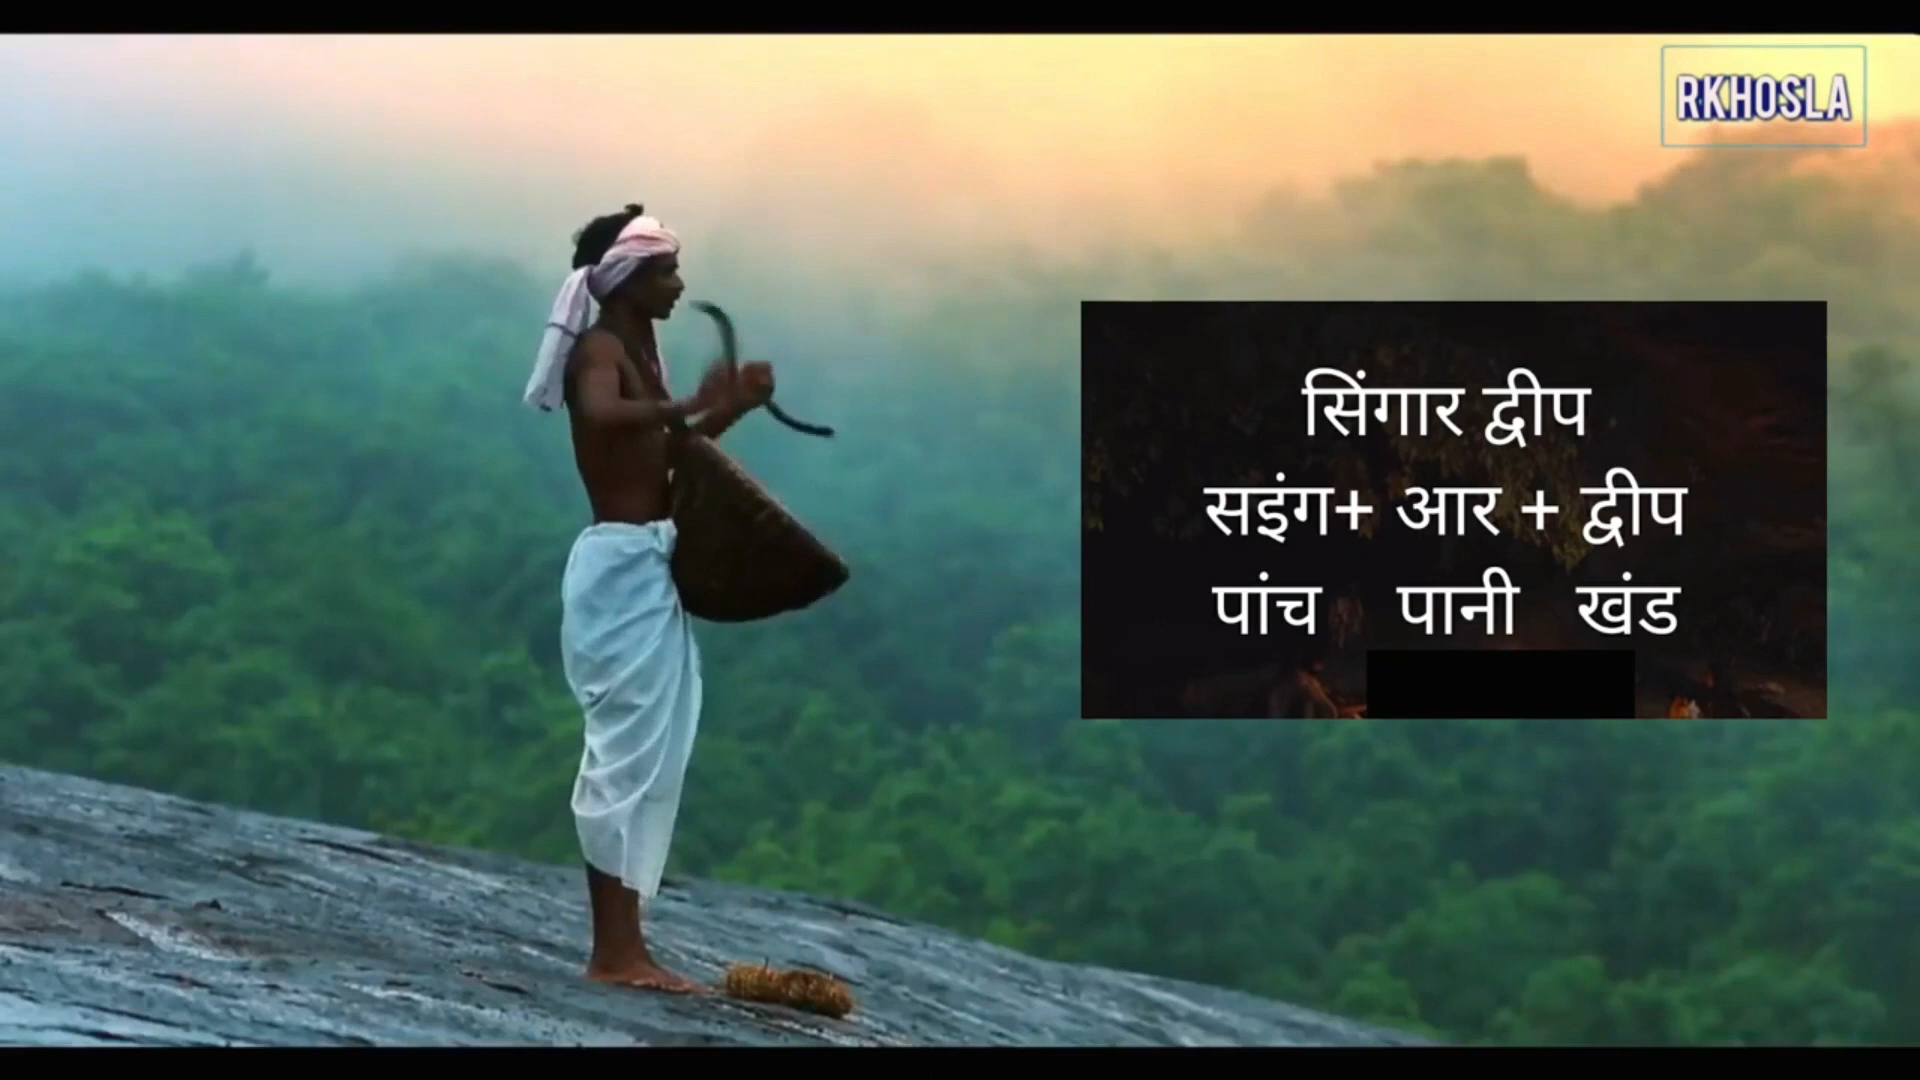 RKHOSLA
सिंगार द्वीप
सइंग+ आर + द्वीप
पांच पानी खंड